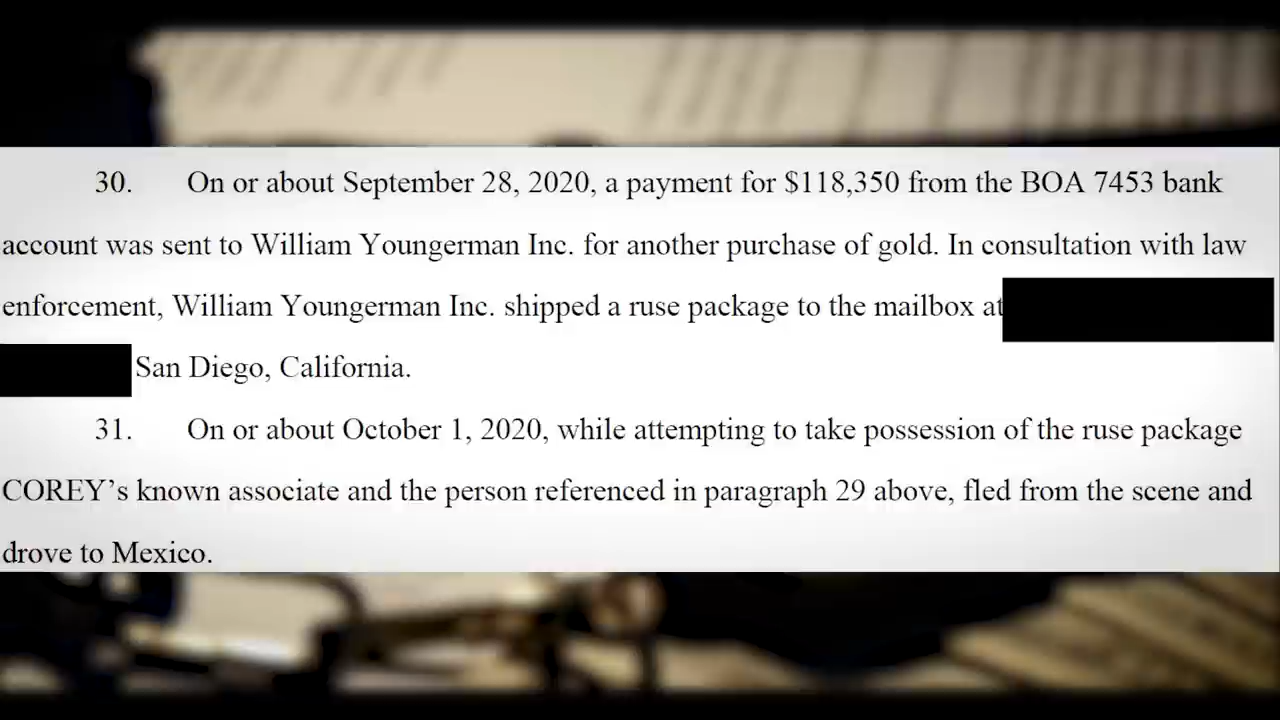 30. On or about September 28, 2020, a payment for $118,350 from the BOA 7453 bank
account was sent to William Youngerman Inc. for another purchase of gold. In consultation with law
enforcement, William Youngerman Inc. shipped a ruse package to the mailbox at
San Diego, California.
31. On or about October 1, 2020, while attempting to take possession of the ruse package
COREY’s known associate and the person referenced in paragraph 29 above, fled from the scene and
drove to Mexico.